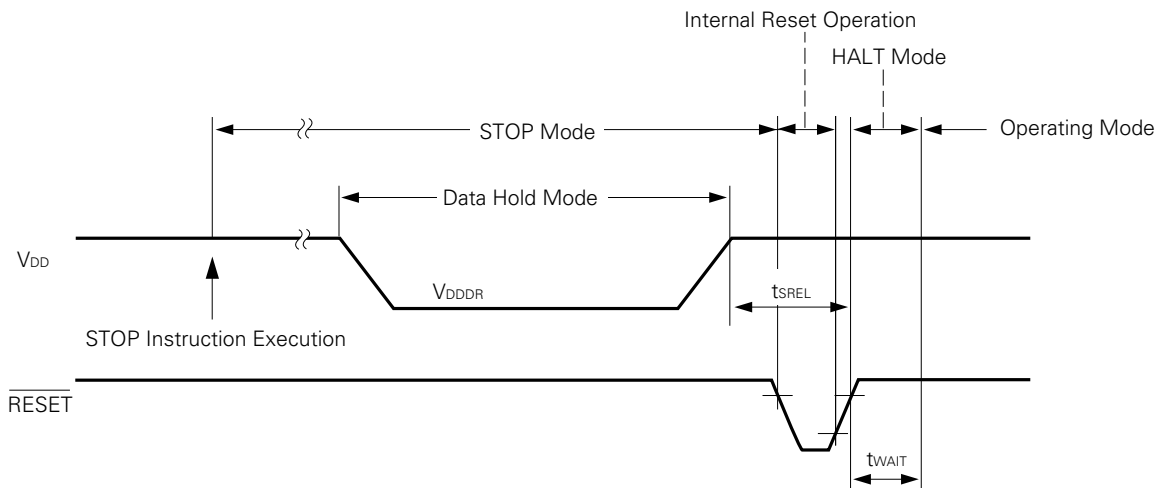 Internal Reset Operation
HALT Mode
STOP Mode
Operating Mode
Data Hold Mode
VDD
VDDDR
tSREL
STOP Instruction Execution
RESET
tWAIT